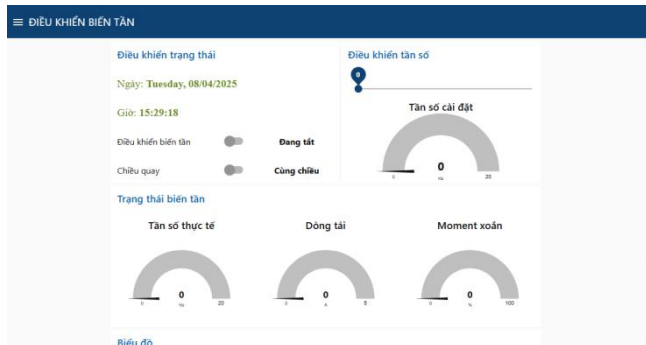 ĐIỀU KHIỂN BIẾN TẦN
Điều khiển trạng thái
Ngày: Tuesday, 08/04/2025
Giờ: 15:29:18
Điều khiển biến tần Đang tắt
Chiều quay Cùng chiều
Điều khiển tần số
0
Tần số cài đặt
0
0 20
Trạng thái biến tần
Tần số thực tế
0
0 20
Dòng tải
0
0 A 5
Moment xoắn
0
0 % 100
Biểu đồ